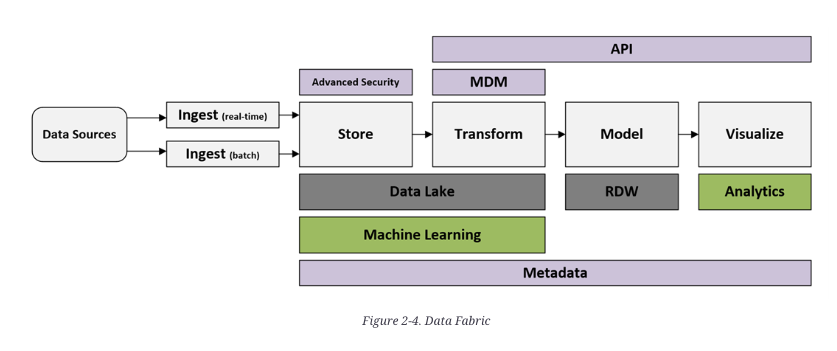 API
Advanced Security
MDM
Data Sources
Ingest (real-time)
Ingest (batch)
Store
Transform
Model
Visualize
Data Lake
RDW
Analytics
Machine Learning
Metadata
Figure 2-4. Data Fabric